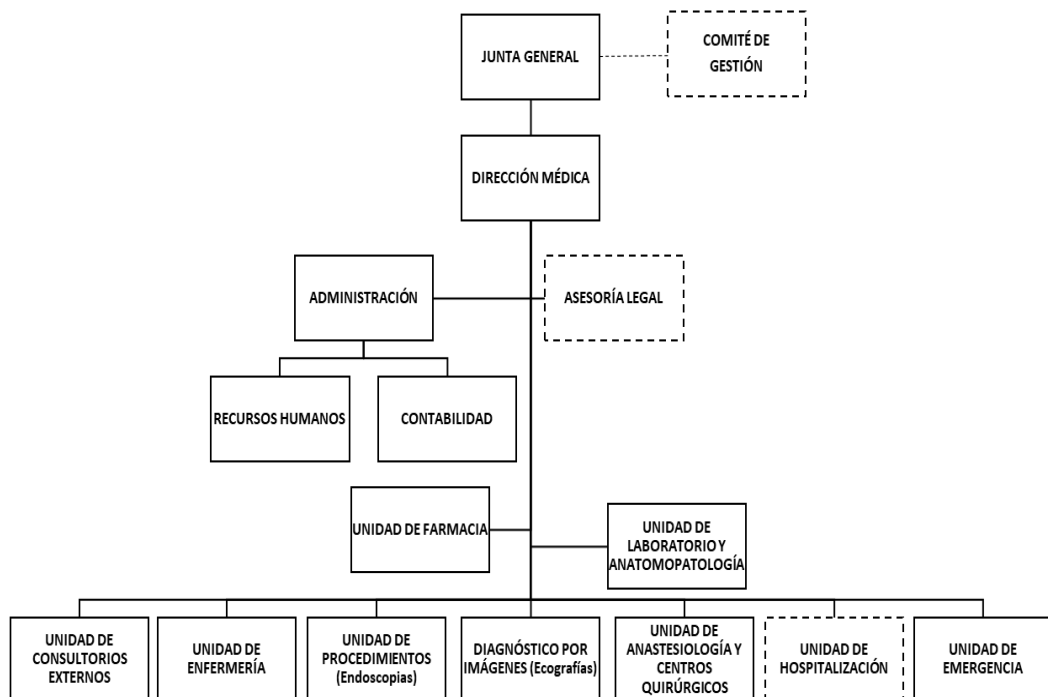 JUNTA GENERAL
COMITÉ DE
GESTIÓN
DIRECCIÓN MÉDICA
ADMINISTRACIÓN
ASESORÍA LEGAL
RECURSOS HUMANOS
CONTABILIDAD
UNIDAD DE FARMACIA
UNIDAD DE
LABORATORIO Y
ANATOMOPATOLOGÍA
UNIDAD DE
CONSULTORIOS
EXTERNOS
UNIDAD DE
ENFERMERÍA
UNIDAD DE
PROCEDIMIENTOS
(Endoscopias)
DIAGNÓSTICO POR
IMÁGENES (Ecografías)
UNIDAD DE
ANASTESIOLOGÍA Y
CENTROS
QUIRÚRGICOS
UNIDAD DE
HOSPITALIZACIÓN
UNIDAD DE
EMERGENCIA